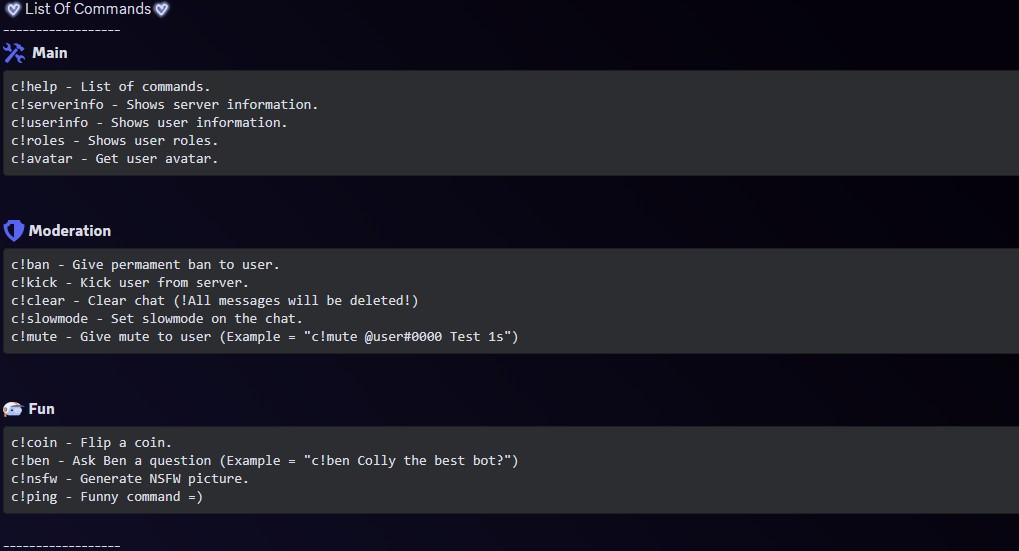 List Of Commands
------------------
Main
c!help - List of commands.
c!serverinfo - Shows server information.
c!userinfo - Shows user information.
c!roles - Shows user roles.
c!avatar - Get user avatar.
Moderation
c!ban - Give permament ban to user.
c!kick - Kick user from server.
c!clear - Clear chat (!All messages will be deleted!)
c!slowmode - Set slowmode on the chat.
c!mute - Give mute to user (Example = "c!mute @user#0000 Test 1s")
Fun
c!coin - Flip a coin.
c!ben - Ask Ben a question (Example = "c!ben Colly the best bot?")
c!nsfw - Generate NSFW picture.
c!ping - Funny command =)
------------------